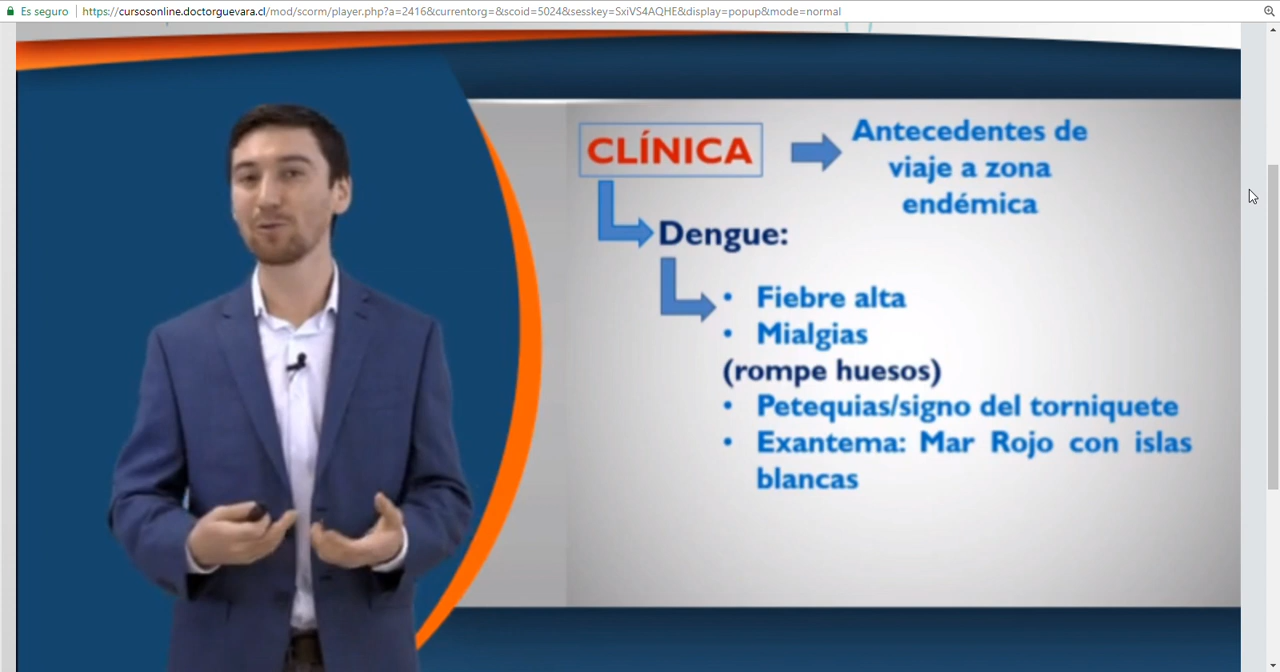 Es seguro
https://cursosonline.doctorguevara.cl/mod/scorm/player.php?a=2416&currentorg=&scoid=5024&sesskey=SxiVS4AQHE&display=popup&mode=normal
CLÍNICA
Antecedentes de
viaje a zona
endémica
Dengue:
• Fiebre alta
• Mialgias
(rompe huesos)
• Petequias/signo del torniquete
• Exantema: Mar Rojo con islas
blancas